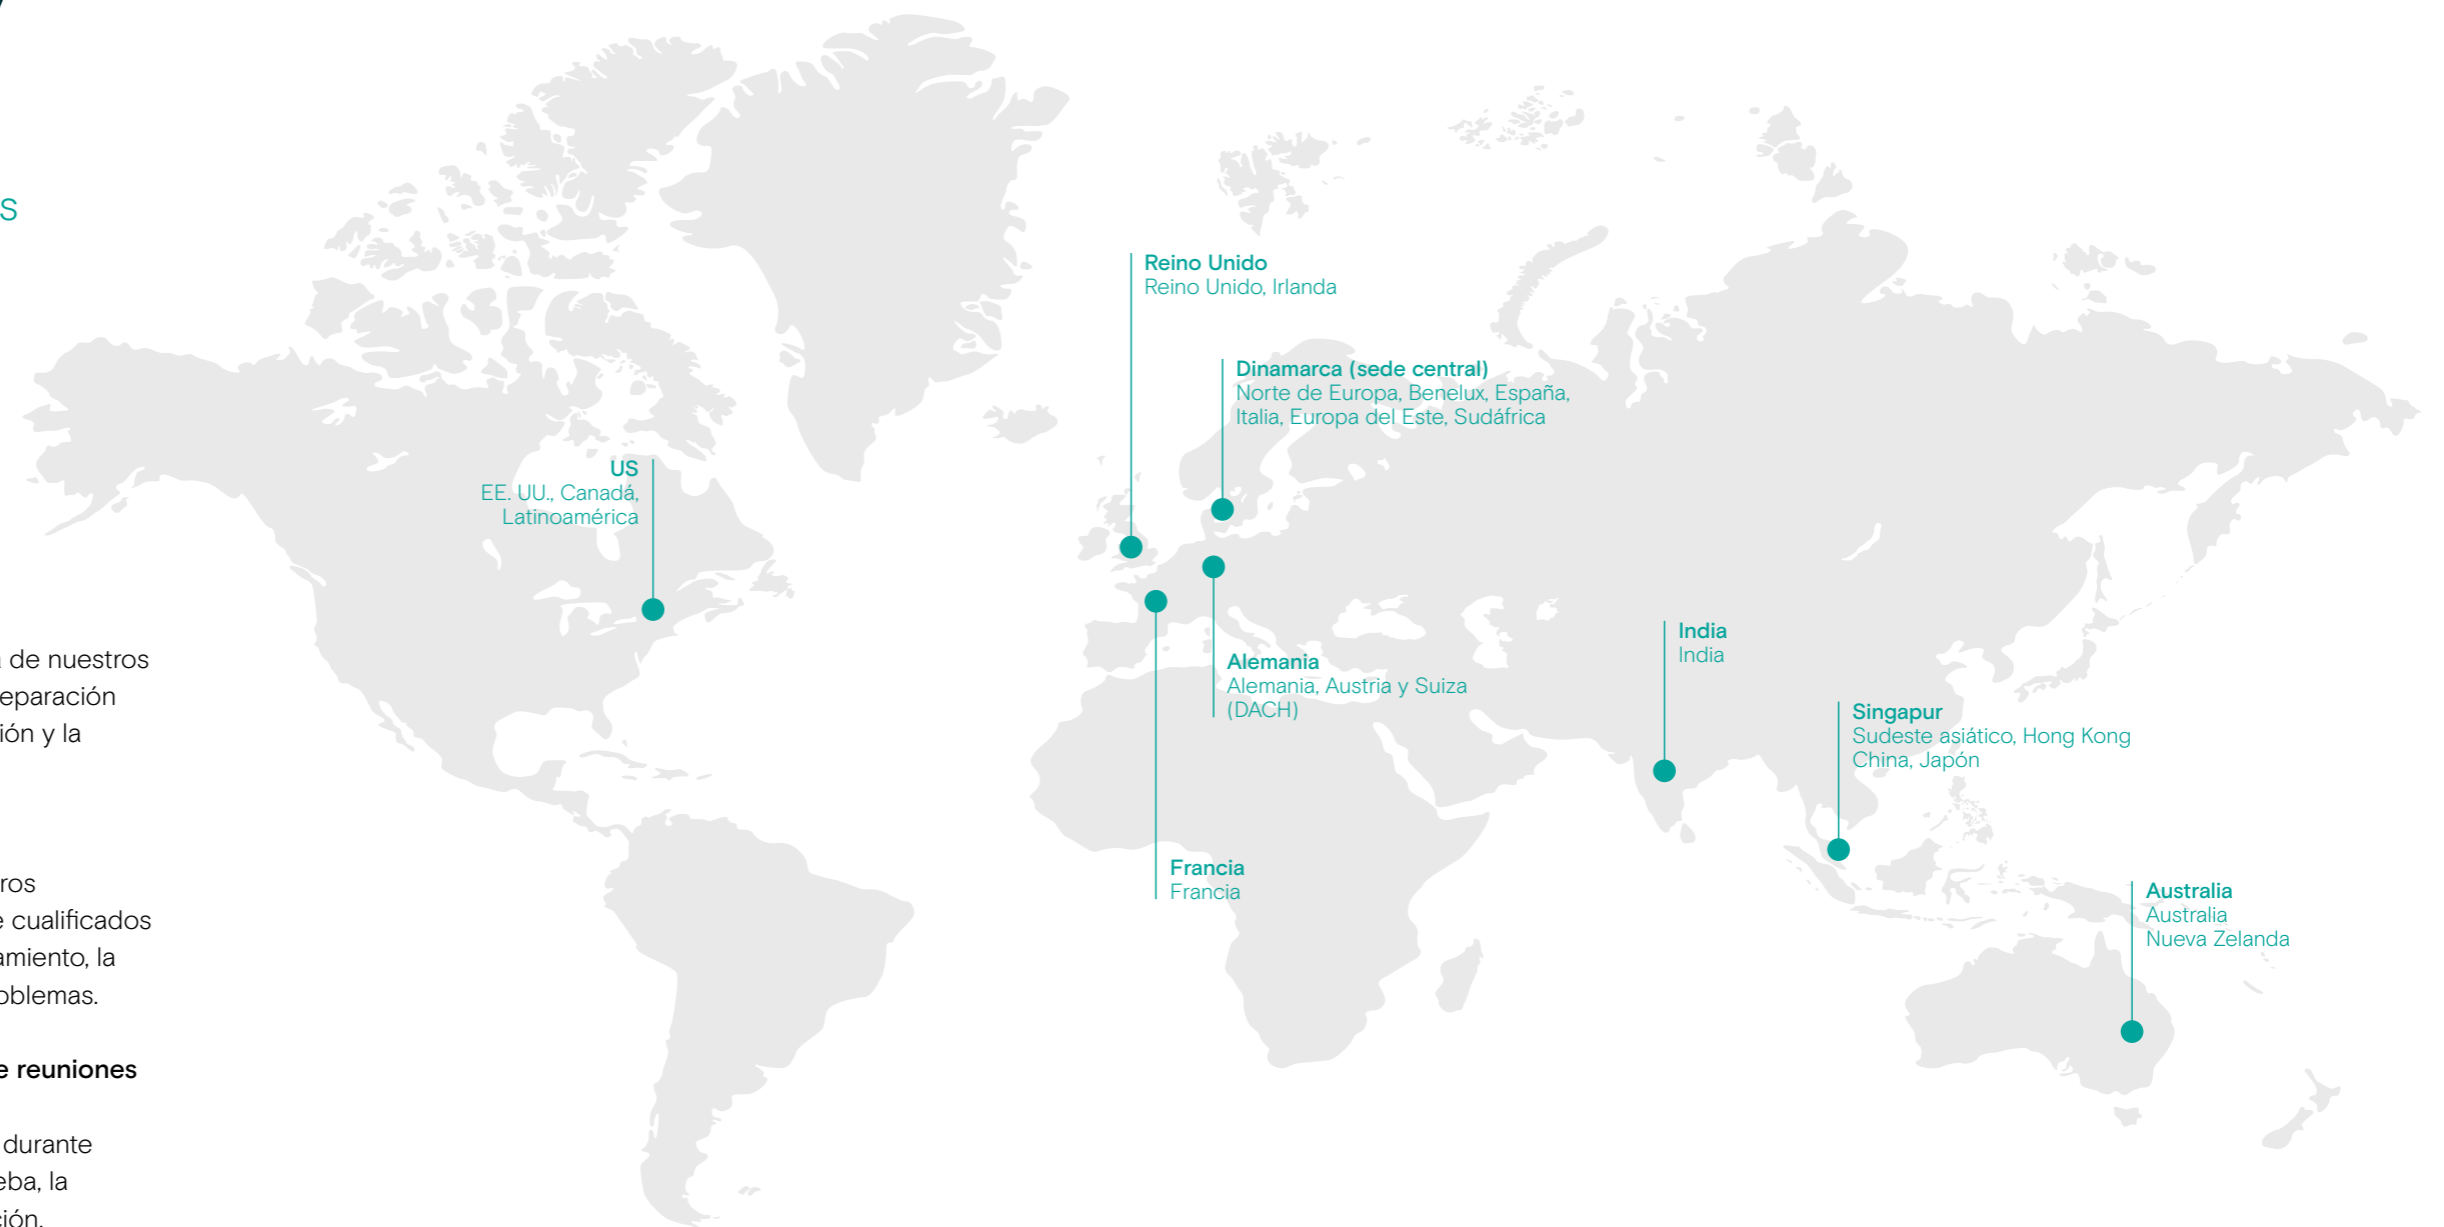 s
a de nuestros
eparación
ión y la
ros
e cualificados
amiento, la
oblemas.
e reuniones
durante
eba, la
ción.
Reino Unido
Reino Unido, Irlanda
Dinamarca (sede central)
Norte de Europa, Benelux, España,
Italia, Europa del Este, Sudáfrica
US
EE. UU., Canadá,
Latinoamérica
Alemania
Alemania, Austria y Suiza
(DACH)
Francia
Francia
India
India
Singapur
Sudeste asiático, Hong Kong
China, Japón
Australia
Australia
Nueva Zelanda